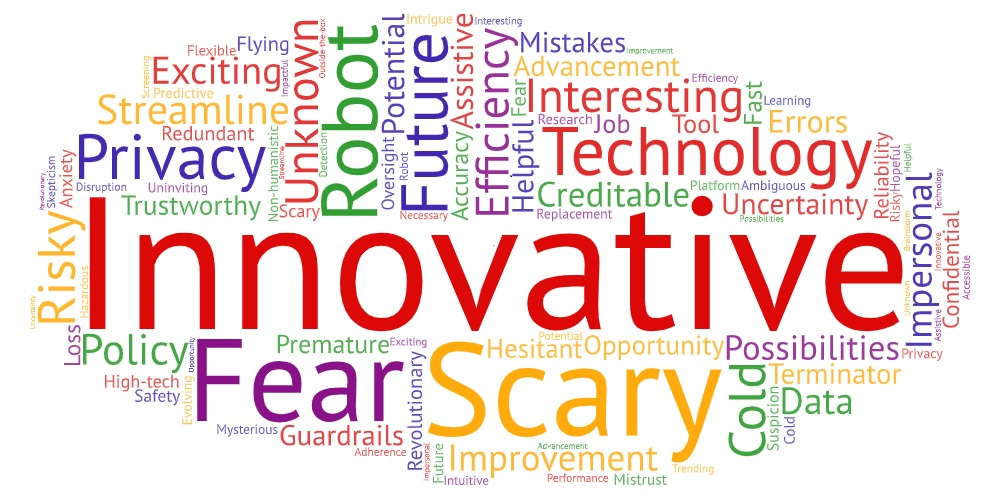 Innovative
Fear
Scary
Robot
Future
Technology
Privacy
Unknown
Efficiency
Interesting
Exciting
Streamline
Risky
Policy
Impersonal
Cold
Possibilities
Improvement
Potential
Assistive
Helpful
Mistakes
Advancement
Uncertainty
Creditable
Trustworthy
Flexible
Flying
Screening
Predictive
Impactful
Outside-the-box
Redundant
Non-humanistic
Streamline
Detection
Intrigue
Interesting
Improvement
Efficiency
Fear
Fast
Learning
Errors
Research
Job
Tool
Oversight
Robot
Accuracy
Necessary
Replacement
Platform
Ambiguous
Possibilities
Reliability
Risky
Hopeful
Helpful
Technology
Revolutionary
Skepticism
Anxiety
Disruption
Uninviting
Scary
Hazardous
Uncertainty
Brainstorm
Unknown
Innovative
Assistive
Confidential
Accessible
Loss
Opportunity
Premature
Exciting
Potential
Hesitant
Opportunity
Privacy
High-tech
Safety
Evolving
Revolutionary
Terminator
Data
Suspicion
Cold
Mysterious
Guardrails
Adherence
Impersonal
Future
Intuitive
Advancement
Performance
Mistrust
Trending